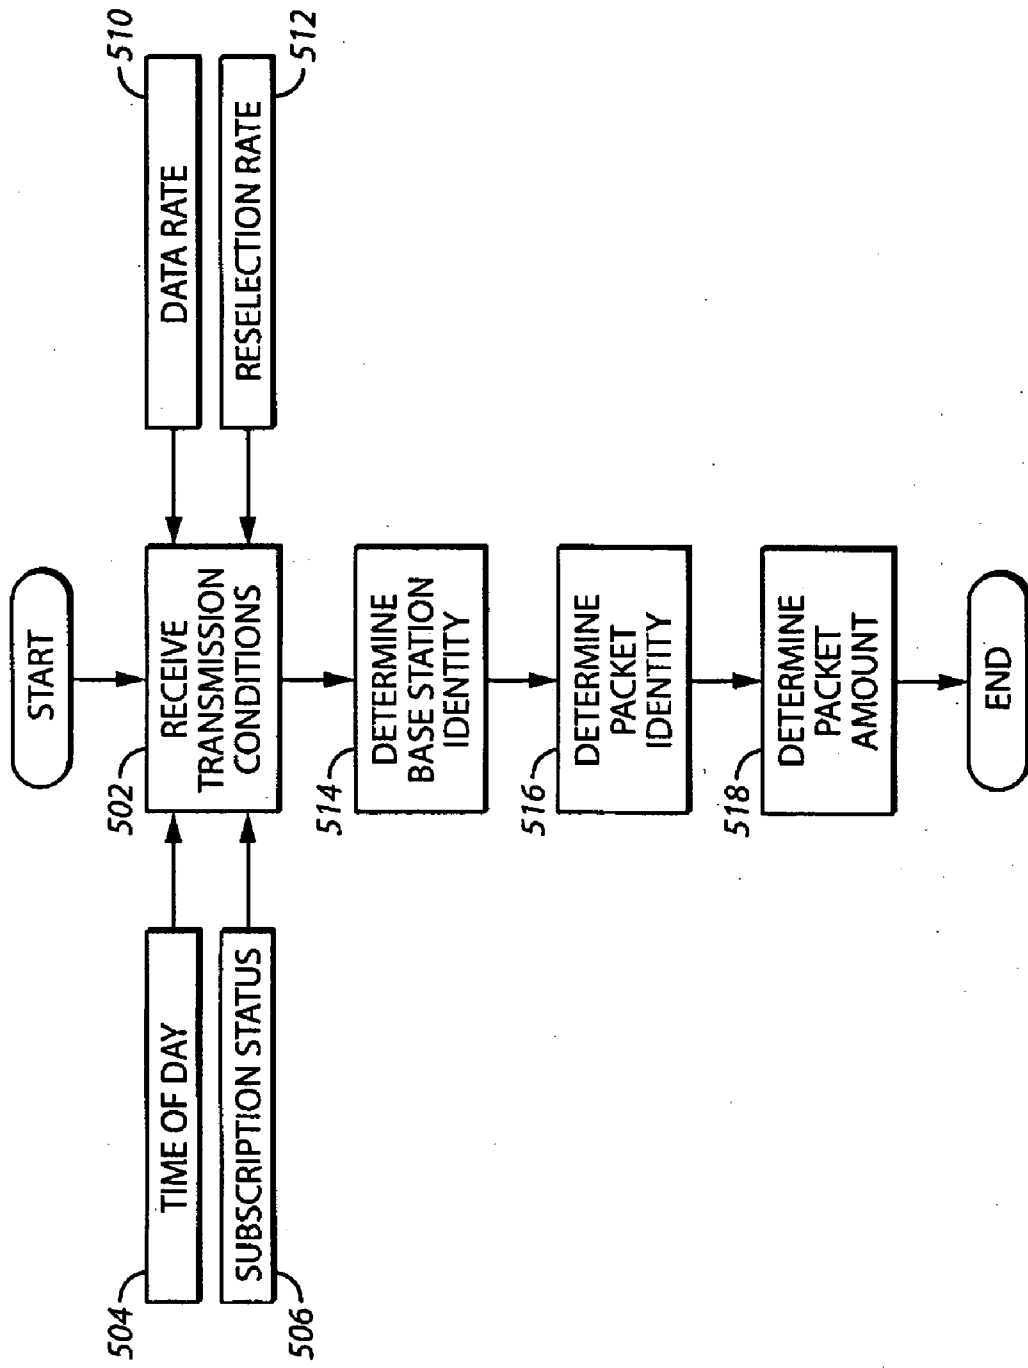 START
504
TIME OF DAY
502
RECEIVE
TRANSMISSION
CONDITIONS
DATA RATE
510
506
SUBSCRIPTION STATUS
RESELECTION RATE
512
514
DETERMINE
BASE STATION
IDENTITY
516
DETERMINE
PACKET
IDENTITY
518
DETERMINE
PACKET
AMOUNT
END